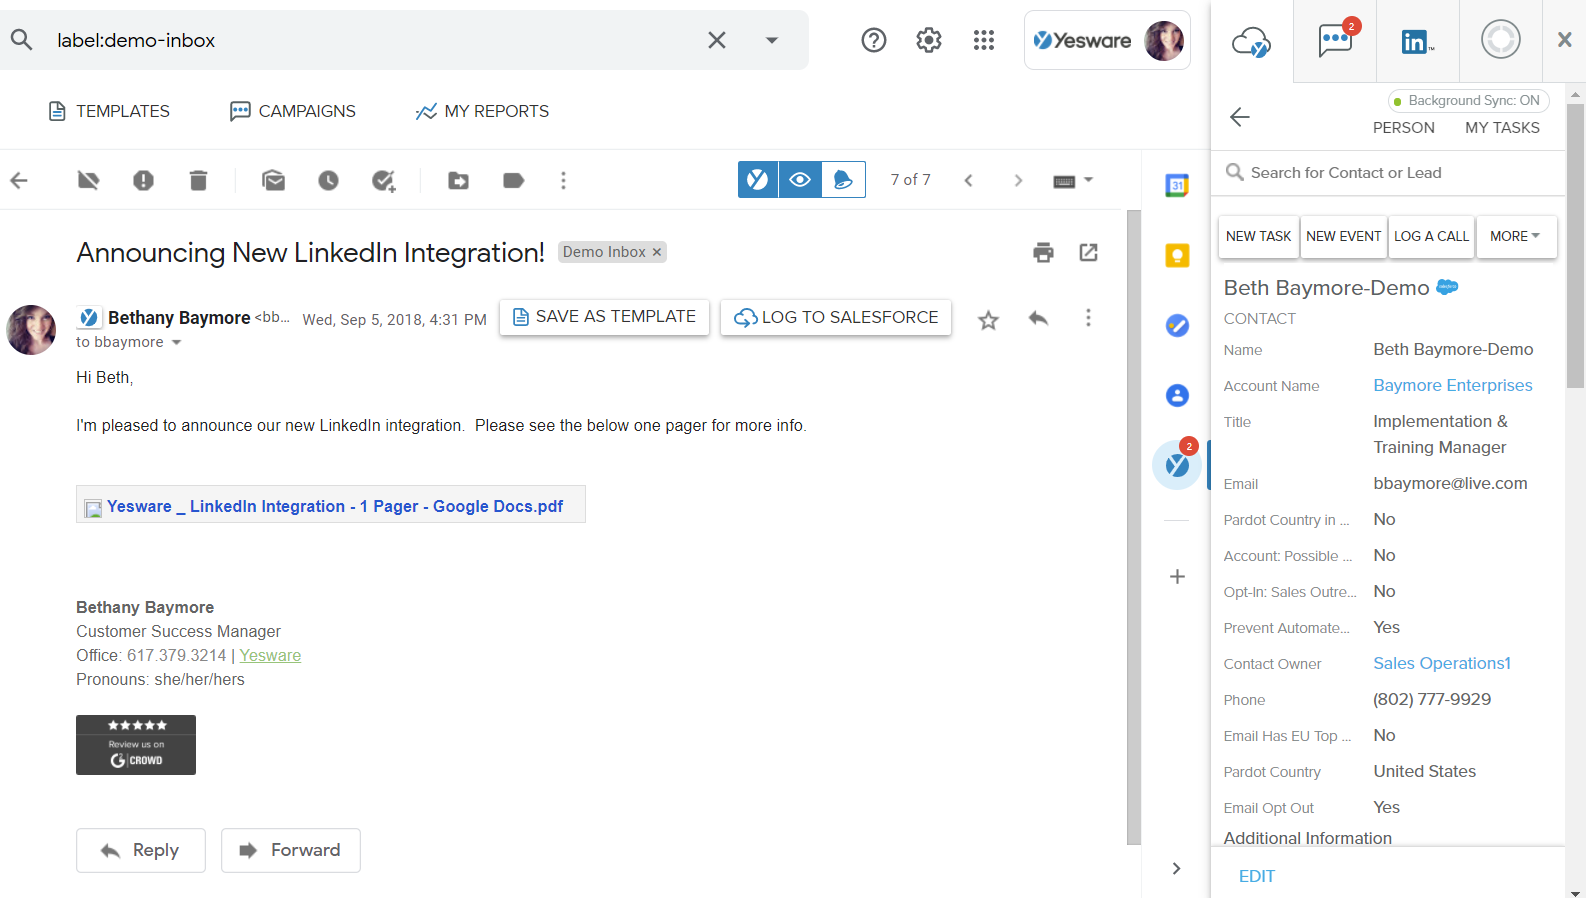 label:demo-inbox
Yesware
2
TEMPLATES
CAMPAIGNS
MY REPORTS
Background Sync: ON
PERSON
MY TASKS
7 of 7
31
Search for Contact or Lead
Announcing New LinkedIn Integration!
Demo Inbox ×
NEW TASK
NEW EVENT
LOG A CALL
MORE
Bethany Baymore <bb...
Wed, Sep 5, 2018, 4:31 PM
SAVE AS TEMPLATE
LOG TO SALESFORCE
to bbaymore
Hi Beth,
I'm pleased to announce our new LinkedIn integration.  Please see the below one pager for more info.
Yesware _ LinkedIn Integration - 1 Pager - Google Docs.pdf
Bethany Baymore
Customer Success Manager
Office: 617.379.3214 | Yesware
Pronouns: she/her/hers
Review us on
G2 | CROWD
Reply
Forward
2
in
Beth Baymore-Demo
CONTACT
Name Beth Baymore-Demo
Account Name Baymore Enterprises
Title Implementation &
Training Manager
Email bbaymore@live.com
Pardot Country in ... No
Account: Possible ... No
Opt-In: Sales Outre... No
Prevent Automate... Yes
Contact Owner Sales Operations1
Phone (802) 777-9929
Email Has EU Top ... No
Pardot Country United States
Email Opt Out Yes
Additional Information
EDIT